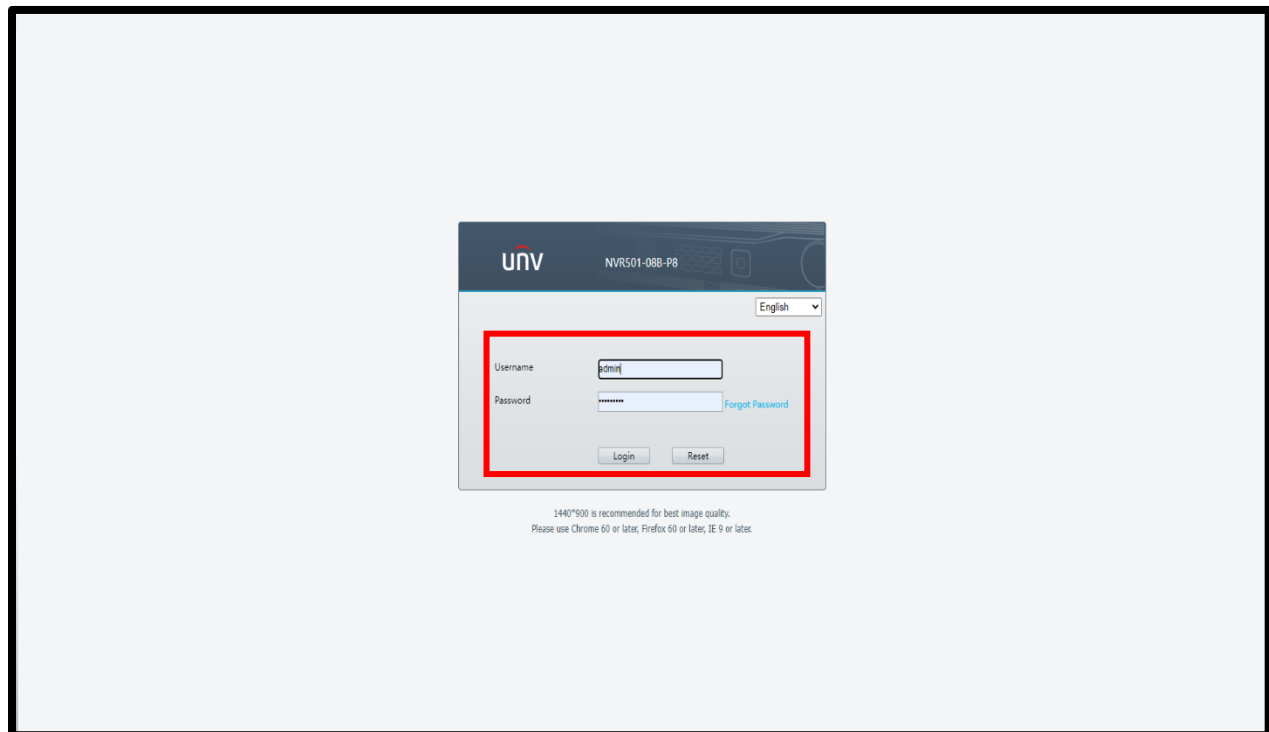 unv NVR501-08B-P8
English
Username admin
Password ••••••••• Forgot Password
Login Reset
1440*900 is recommended for best image quality.
Please use Chrome 60 or later, Firefox 60 or later, IE 9 or later.